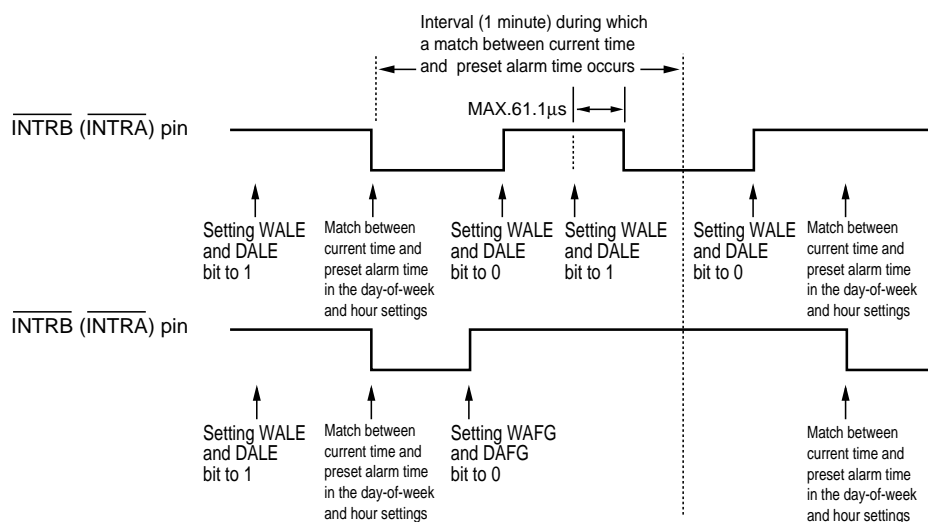 Interval (1 minute) during which
a match between current time
and preset alarm time occurs
MAX.61.1μs
INTRB (INTRA) pin
Setting WALE
and DALE
bit to 1
Match between
current time and
preset alarm time
in the day-of-week
and hour settings
Setting WALE
and DALE
bit to 0
Setting WALE
and DALE
bit to 1
Setting WALE
and DALE
bit to 0
Match between
current time and
preset alarm time
in the day-of-week
and hour settings
INTRB (INTRA) pin
Setting WALE
and DALE
bit to 1
Match between
current time and
preset alarm time
in the day-of-week
and hour settings
Setting WAFG
and DAFG
bit to 0
Match between
current time and
preset alarm time
in the day-of-week
and hour settings